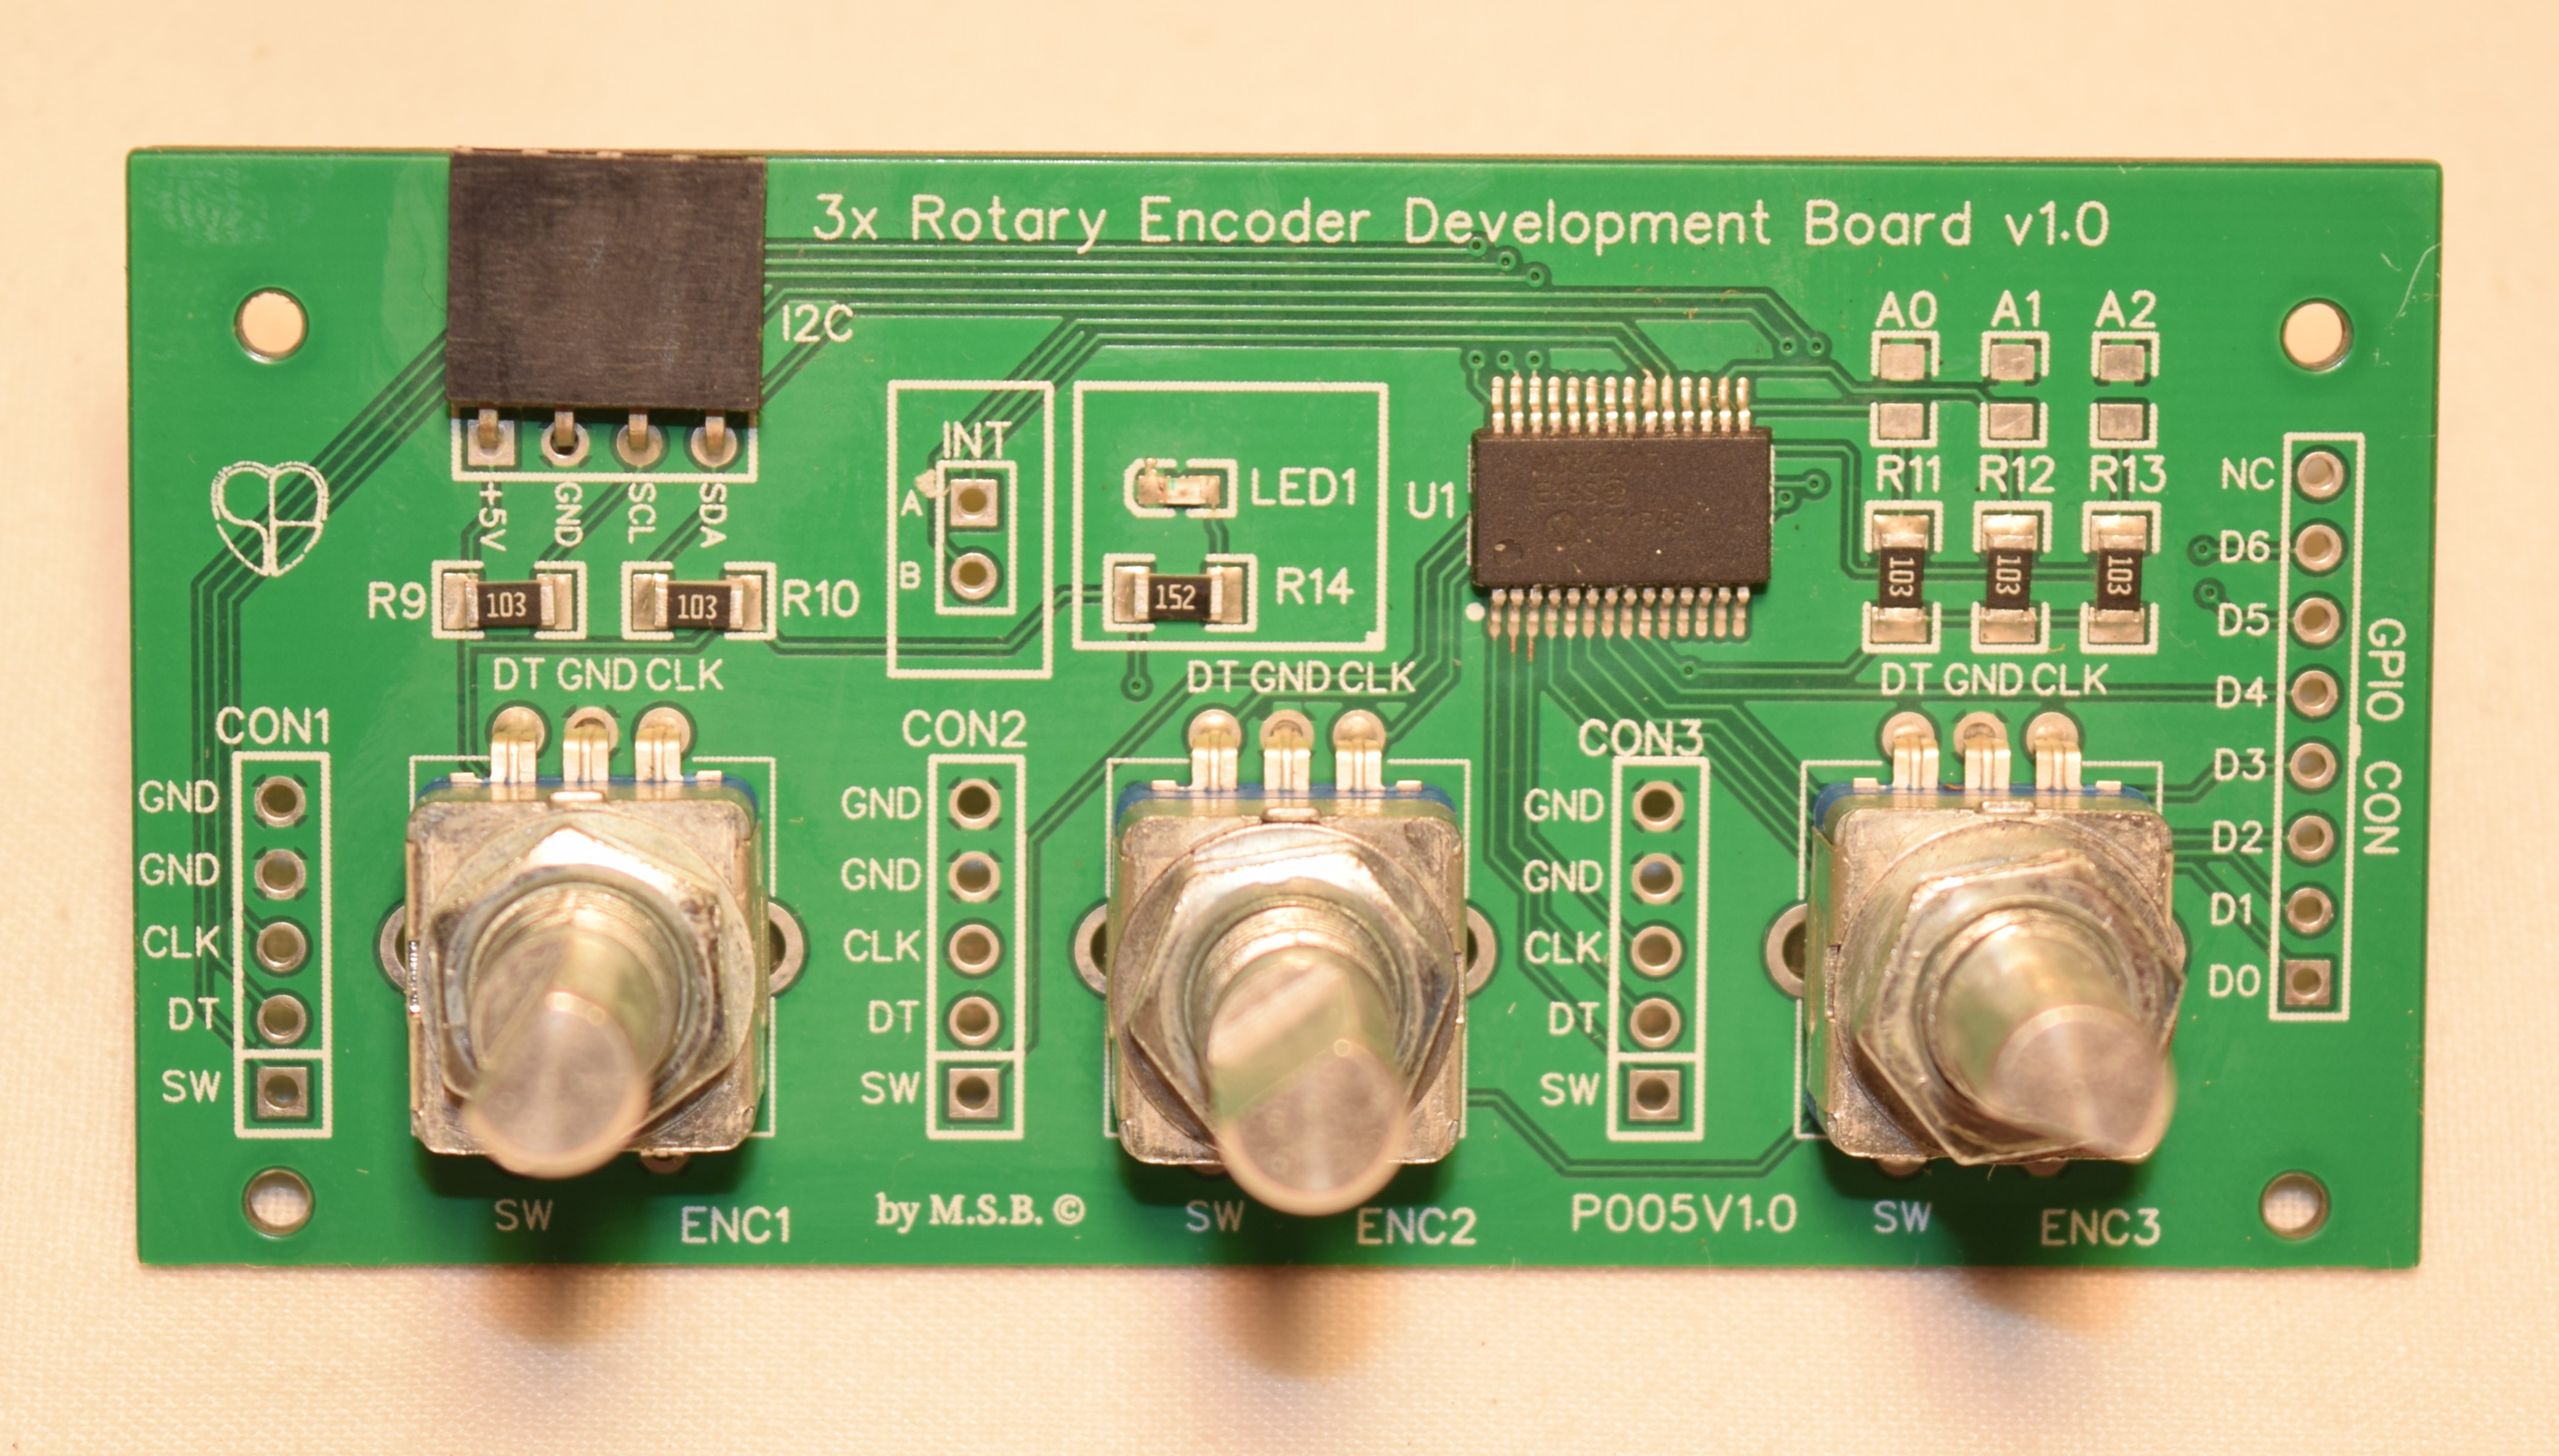 3x Rotary Encoder Development Board v1.0
I2C
+5V
GND
SCL
SDA
R9
103
103
R10
INT
A
B
LED1
152
R14
U1
A0
A1
A2
R11
R12
R13
103
103
103
NC
D6
D5
D4
D3
D2
D1
D0
GPIO CON
CON1
GND
GND
CLK
DT
SW
DT GND CLK
SW
ENC1
CON2
GND
GND
CLK
DT
SW
DT GND CLK
SW
ENC2
CON3
GND
GND
CLK
DT
SW
DT GND CLK
SW
ENC3
by M.S.B. ©
P005V1.0